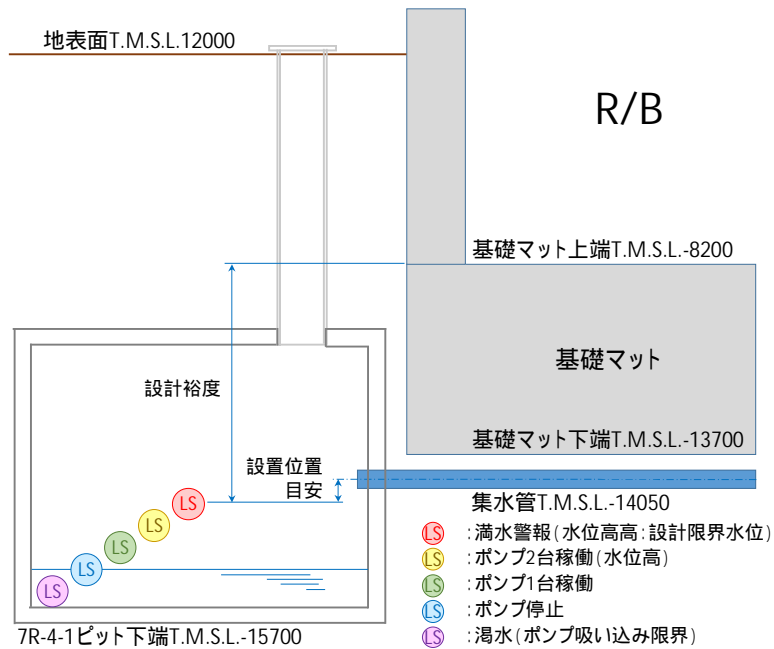 地表面T.M.S.L.12000
R/B
基礎マット上端T.M.S.L.-8200
基礎マット
設計裕度
基礎マット下端T.M.S.L.-13700
設置位置
目安
集水管T.M.S.L.-14050
LS
LS
LS
LS
LS
LS :満水警報(水位高高:設計限界水位)
LS :ポンプ2台稼働(水位高)
LS :ポンプ1台稼働
LS :ポンプ停止
LS :渇水(ポンプ吸い込み限界)
7R-4-1ピット下端T.M.S.L.-15700